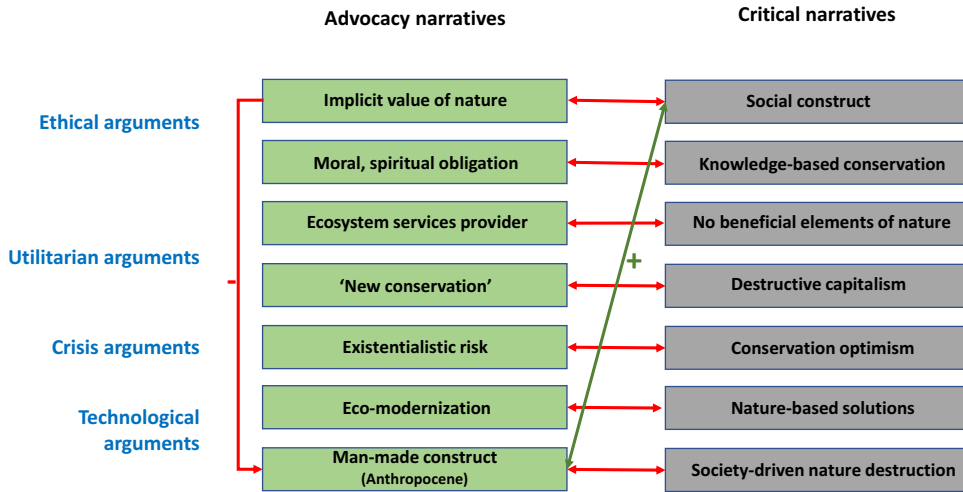 Advocacy narratives
Critical narratives
Ethical arguments
Implicit value of nature
Social construct
Moral, spiritual obligation
Knowledge-based conservation
Utilitarian arguments
Ecosystem services provider
No beneficial elements of nature
-
+
‘New conservation’
Destructive capitalism
Crisis arguments
Existentialistic risk
Conservation optimism
Technological
arguments
Eco-modernization
Nature-based solutions
Man-made construct
(Anthropocene)
Society-driven nature destruction